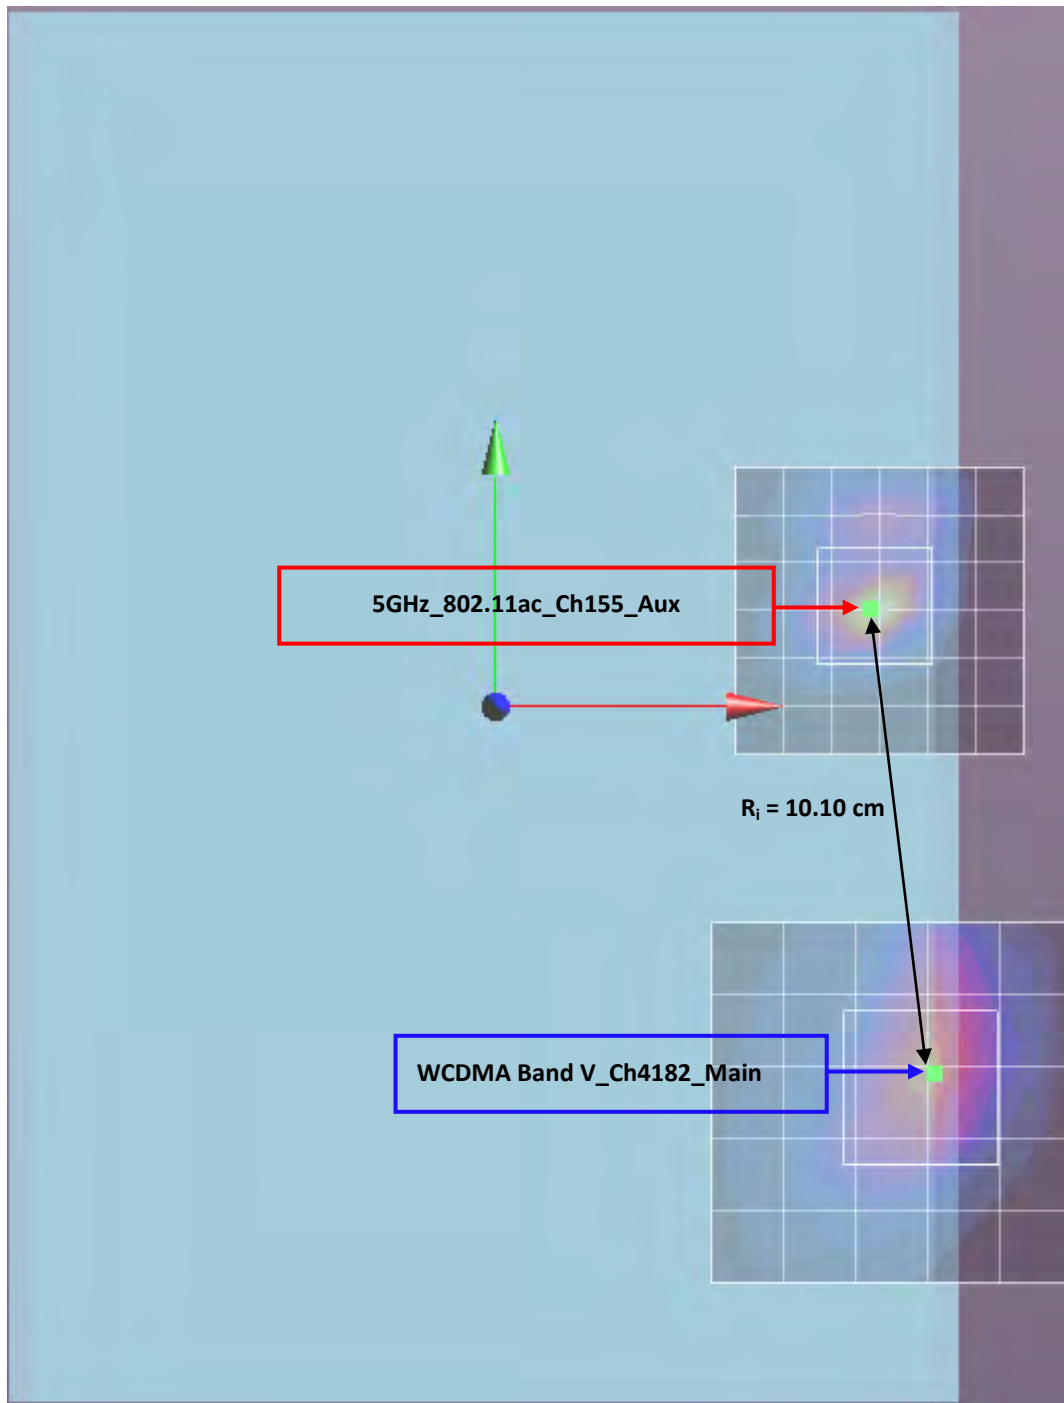 5GHz_802.11ac_Ch155_Aux
Rᵢ = 10.10 cm
WCDMA Band V_Ch4182_Main